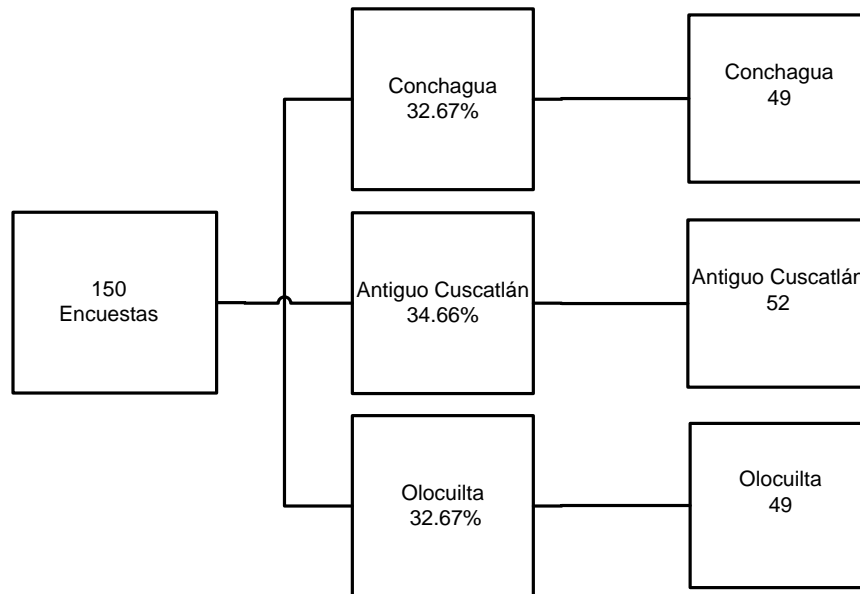 150
Encuestas
Conchagua
32.67%
Conchagua
49
Antiguo Cuscatlán
34.66%
Antiguo Cuscatlán
52
Olocuilta
32.67%
Olocuilta
49